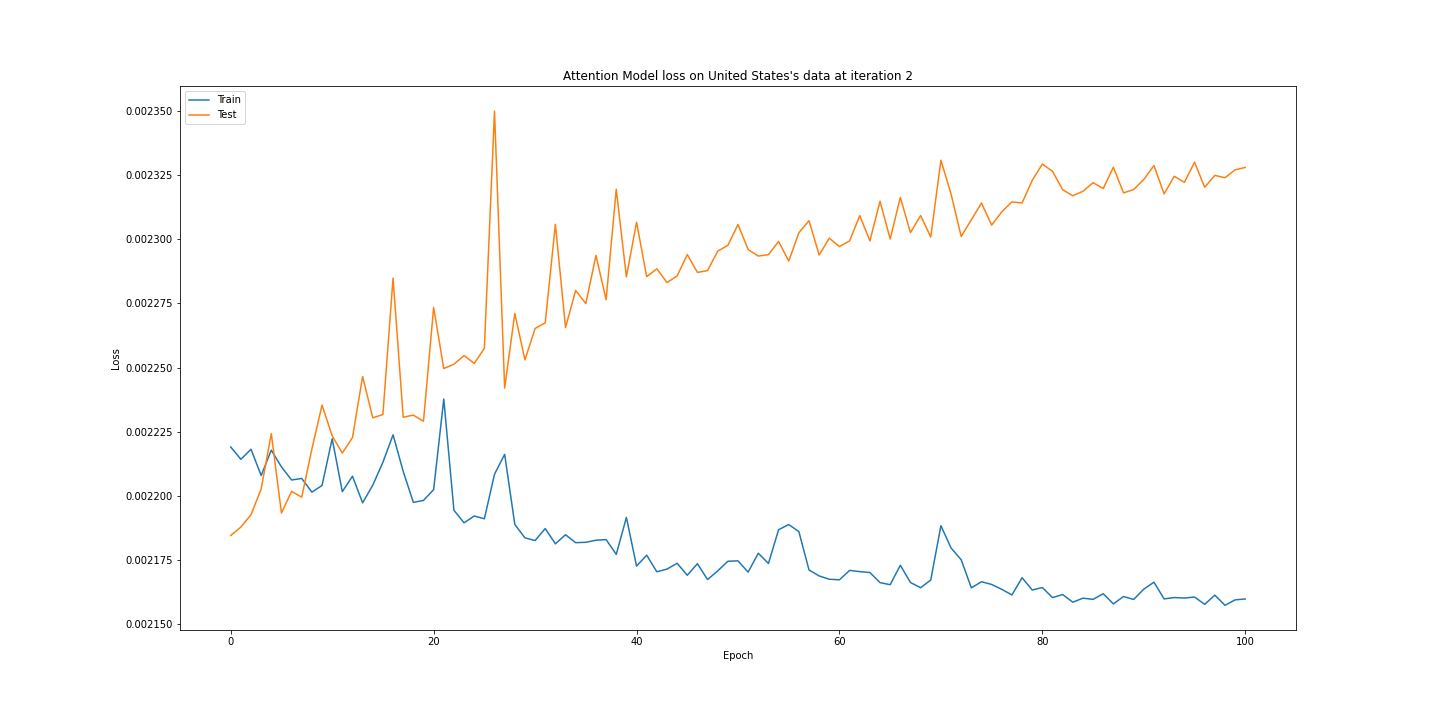 Attention Model loss on United States's data at iteration 2
Train
Test
0.002350
0.002325
0.002300
0.002275
0.002250
0.002225
0.002200
0.002175
0.002150
Loss
0 20 40 60 80 100
Epoch